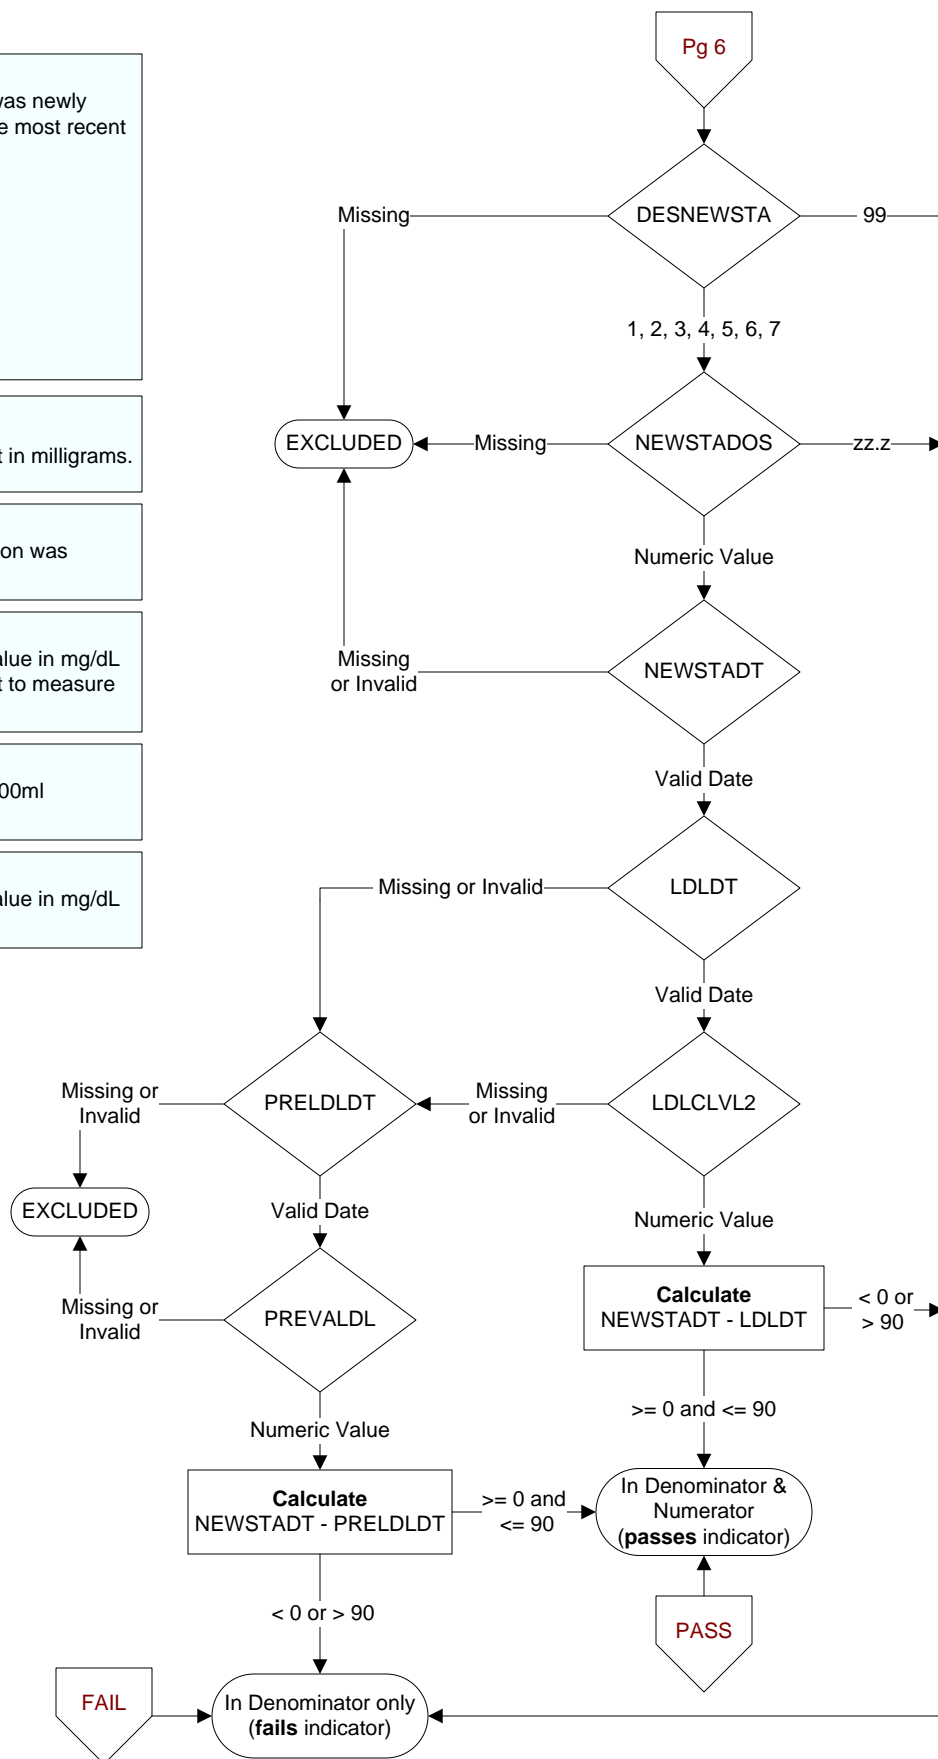 Pg 6
was newly
e most recent
DESNEWSTA
Missing
99
1, 2, 3, 4, 5, 6, 7
t in milligrams.
EXCLUDED
Missing
NEWSTADOS
zz.z
on was
Numeric Value
alue in mg/dL
t to measure
Missing
or Invalid
NEWSTADT
Valid Date
00ml
Missing or Invalid
LDLDT
alue in mg/dL
Valid Date
Missing or
Invalid
PRELDLDT
Missing
or Invalid
LDLCLVL2
EXCLUDED
Valid Date
Numeric Value
Missing or
Invalid
PREVALDL
Calculate
NEWSTADT - LDLDT
< 0 or
> 90
Numeric Value
>= 0 and <= 90
Calculate
NEWSTADT - PRELDLDT
>= 0 and
<= 90
In Denominator &
Numerator
(passes indicator)
< 0 or > 90
PASS
FAIL
In Denominator only
(fails indicator)